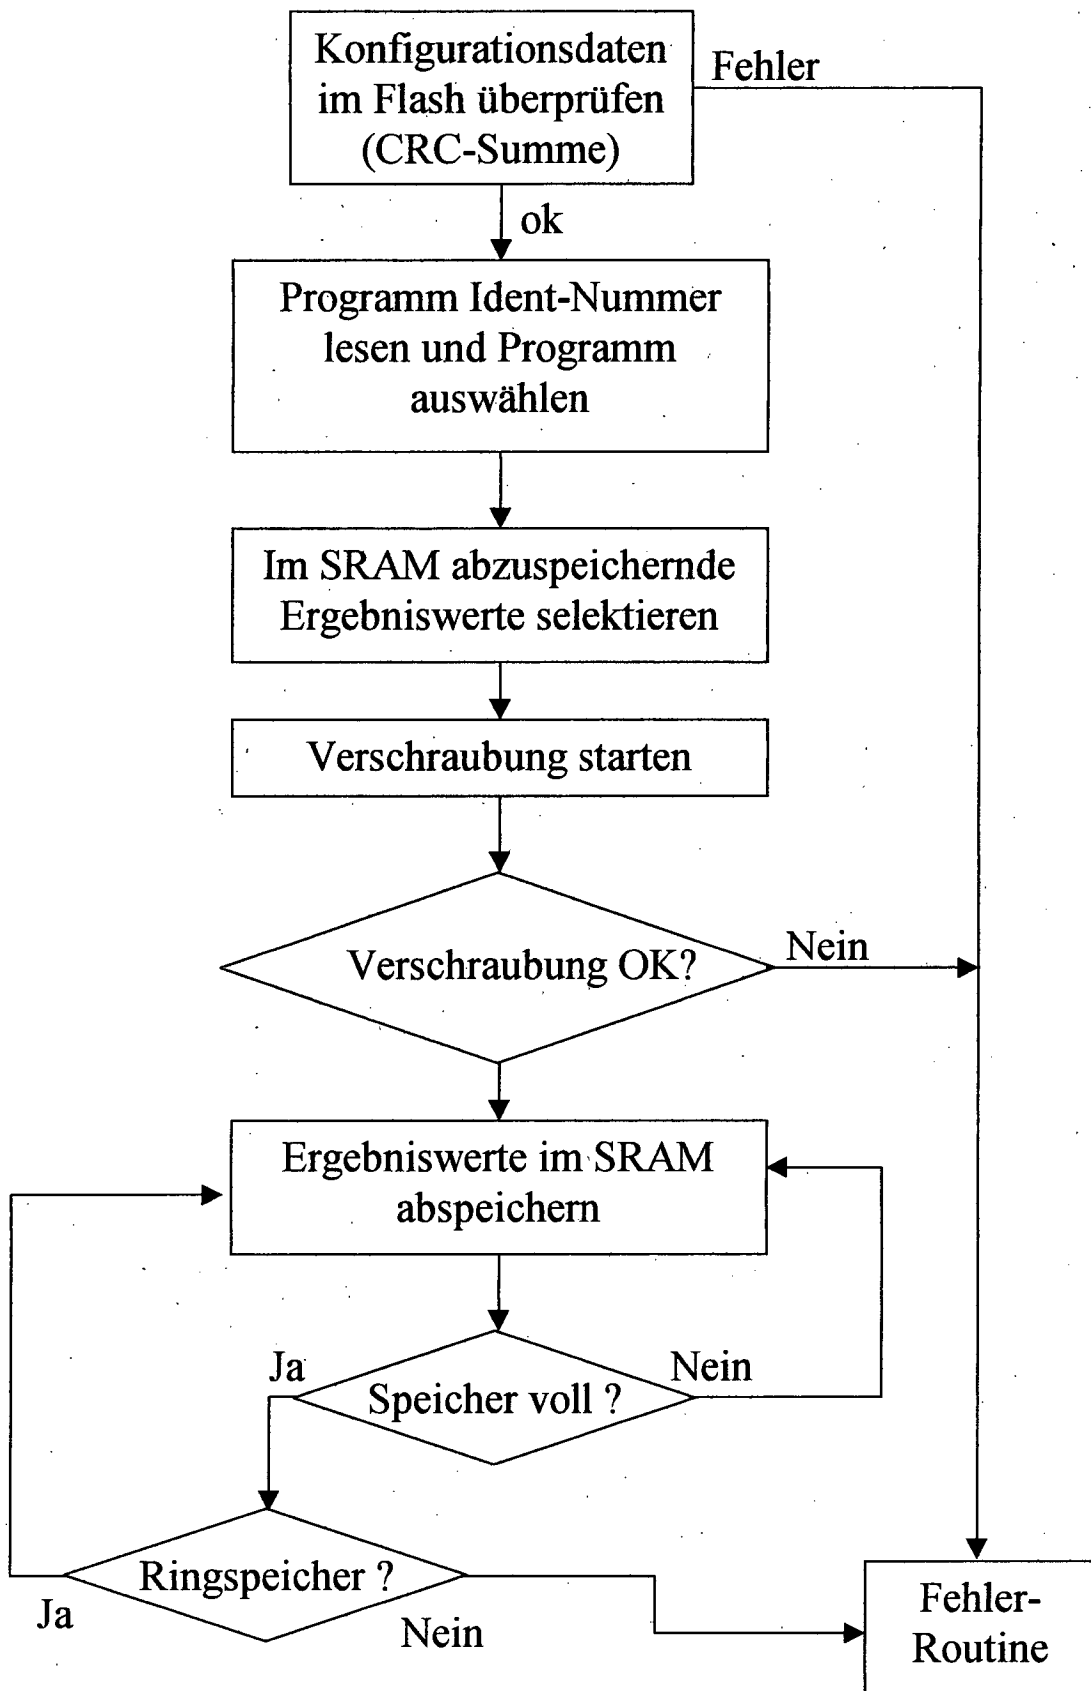 Konfigurationsdaten
im Flash überprüfen
(CRC-Summe)
Fehler
ok
Programm Ident-Nummer
lesen und Programm
auswählen
Im SRAM abzuspeichernde
Ergebniswerte selektieren
Verschraubung starten
Verschraubung OK?
Nein
Ergebniswerte im SRAM
abspeichern
Ja
Nein
Speicher voll ?
Ringspeicher ?
Ja
Nein
Fehler-
Routine